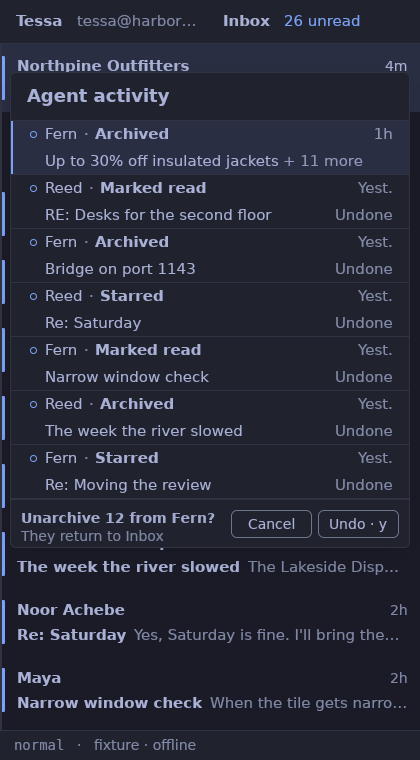 Tessa tessa@harbor… Inbox 26 unread
Northpine Outfitters 4m
Agent activity
Fern · Archived 1h
Up to 30% off insulated jackets + 11 more
Reed · Marked read Yest.
RE: Desks for the second floor Undone
Fern · Archived Yest.
Bridge on port 1143 Undone
Reed · Starred Yest.
Re: Saturday Undone
Fern · Marked read Yest.
Narrow window check Undone
Reed · Archived Yest.
The week the river slowed Undone
Fern · Starred Yest.
Re: Moving the review Undone
Unarchive 12 from Fern? Cancel Undo · y
They return to Inbox
The week the river slowed The Lakeside Disp…
Noor Achebe 2h
Re: Saturday Yes, Saturday is fine. I'll bring the…
Maya 2h
Narrow window check When the tile gets narro…
normal · fixture · offline